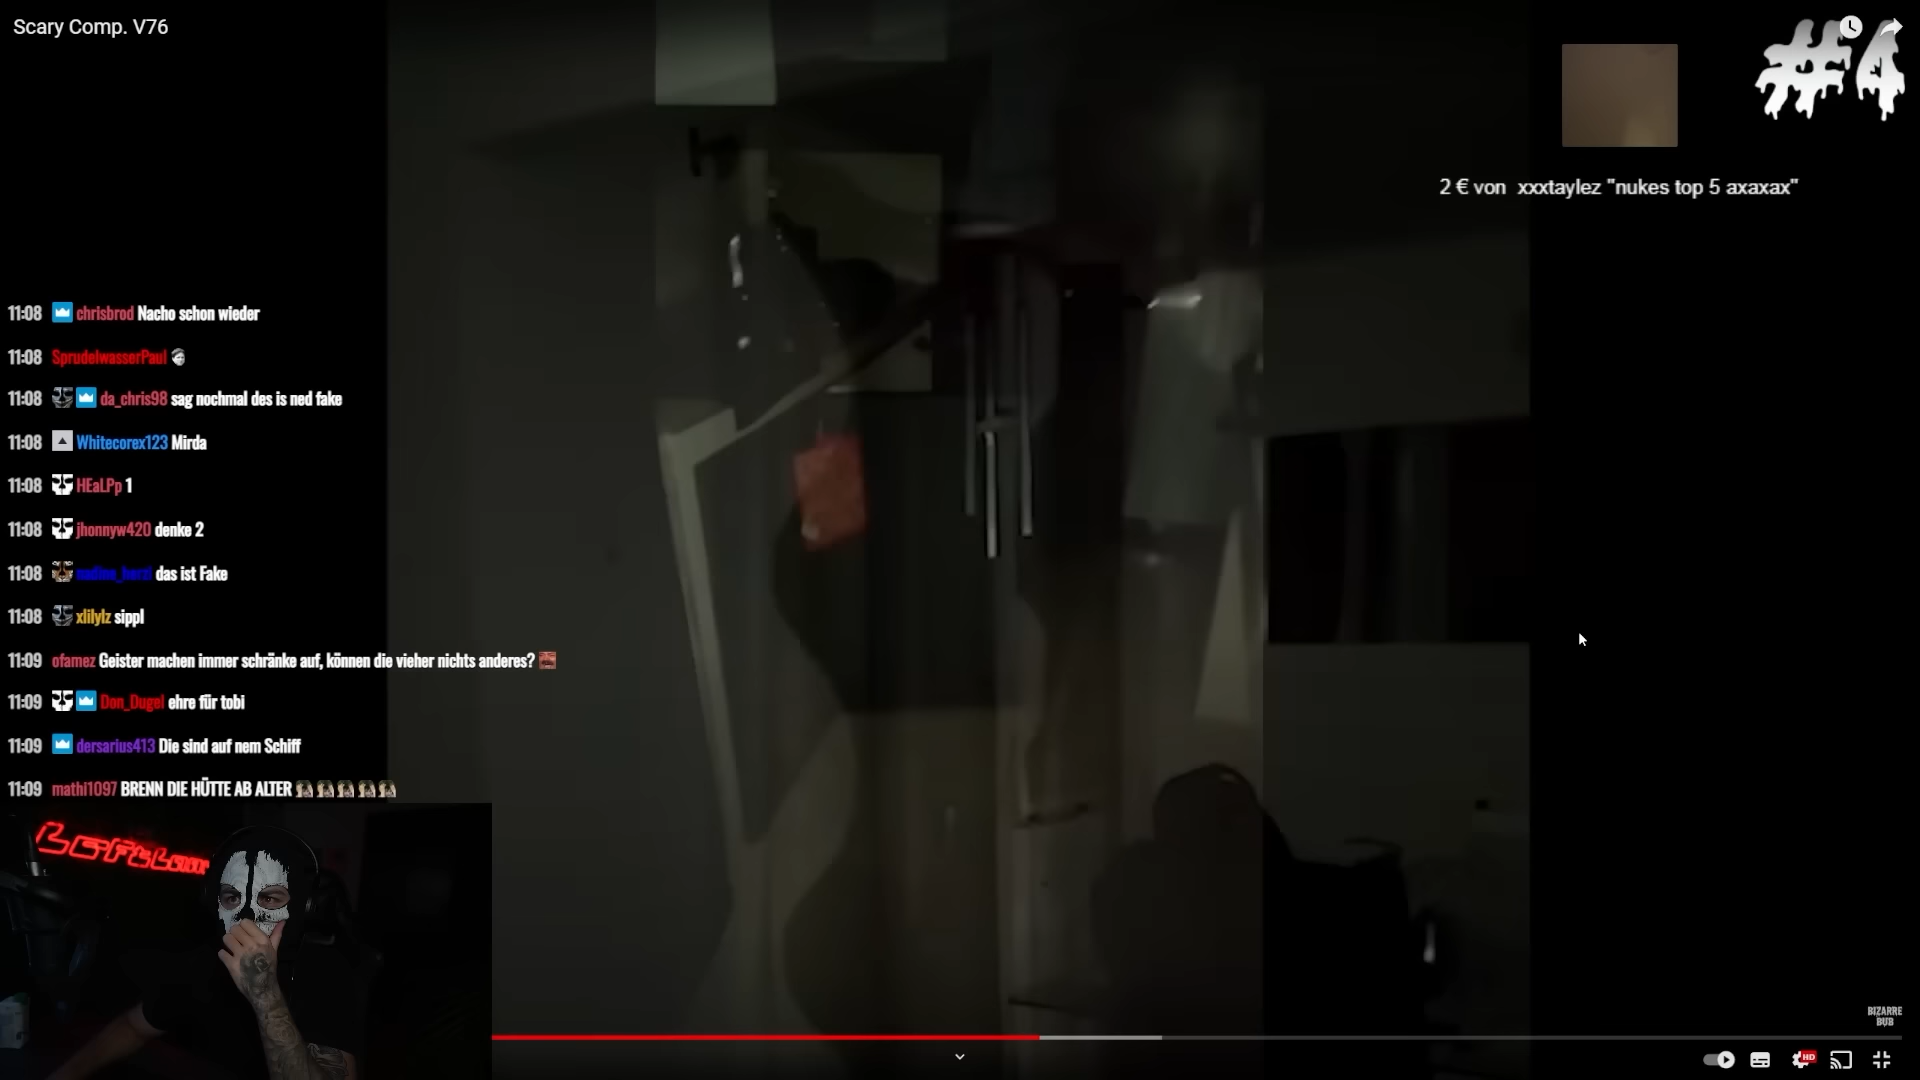 Scary Comp. V76
#4
2 € von xxxtaylez "nukes top 5 axaxax"
11:08 chrisbrod Nacho schon wieder
11:08 SprudelwasserPaul
11:08 da_chris98 sag nochmal des is ned fake
11:08 Whitecorex123 Mirda
11:08 HEaLPp 1
11:08 jhonnyw420 denke 2
11:08 das ist Fake
11:08 xlilylz sippl
11:09 ofamez Geister machen immer schränke auf, können die vieher nichts anderes?
11:09 Don_Dugel ehre für tobi
11:09 dersarius413 Die sind auf nem Schiff
11:09 mathi1097 BRENN DIE HÜTTE AB ALTER
BIZARRE
BUB
HD